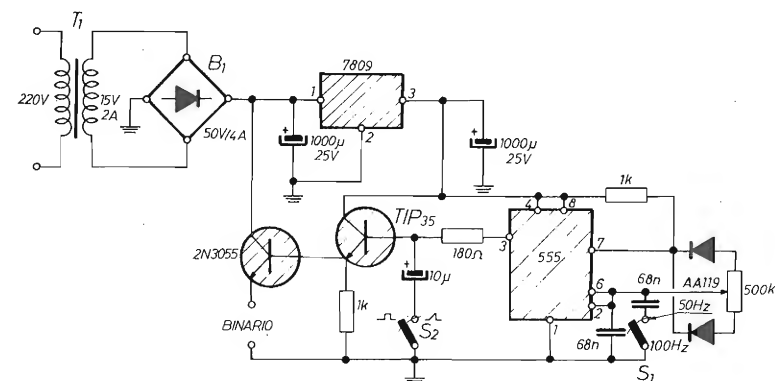 T1
220V
15V
2A
B1
50V/4A
7809
1
3
2
+
1000µ
25V
+
1000µ
25V
2N3055
TIP35
+
10µ
180Ω
1k
BINARIO
S2
4
8
3
555
7
6
2
1
1k
68n
68n
AA119
500k
50Hz
100Hz
S1